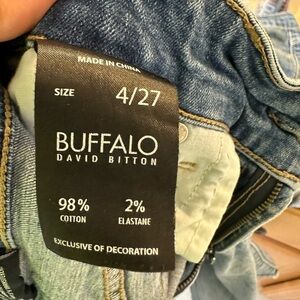 MADE IN CHINA
SIZE 4/27
BUFFALO
DAVID BITTON
98% 2%
COTTON ELASTANE
EXCLUSIVE OF DECORATION